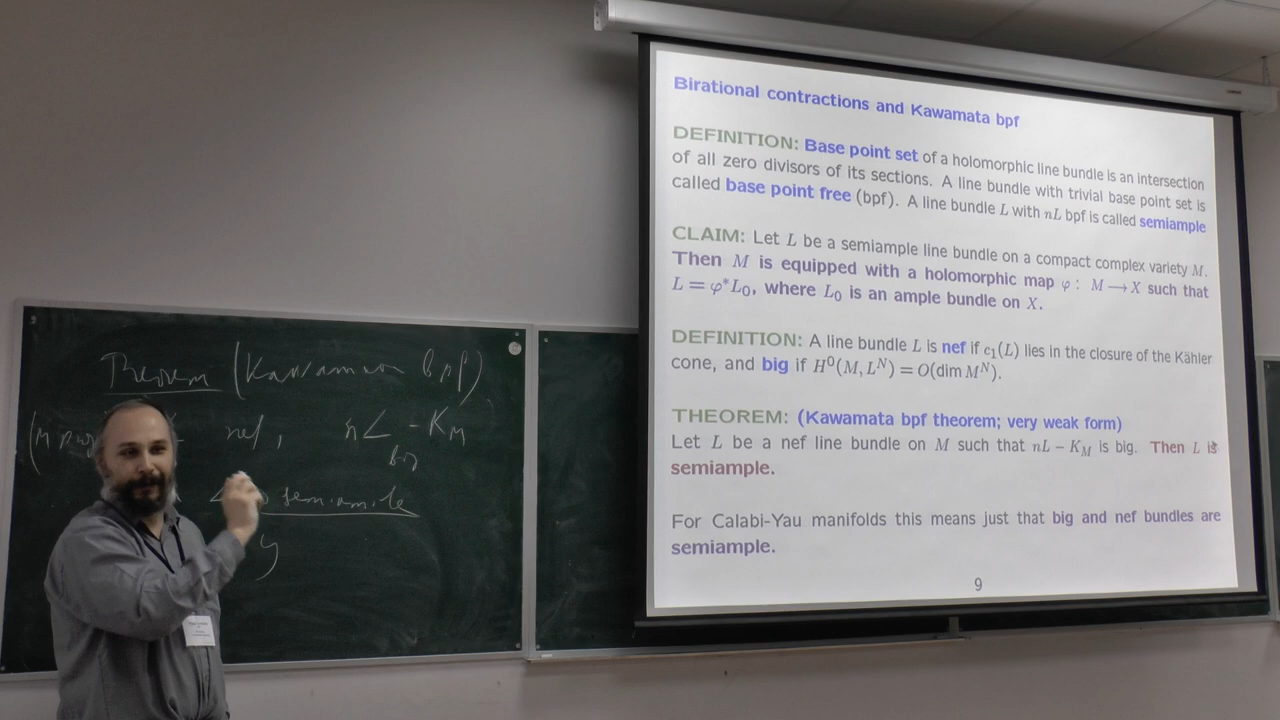 Theorem (Kawamata bpf)
nef, nL - K_M
big
semiample
Birational contractions and Kawamata bpf
DEFINITION: Base point set of a holomorphic line bundle is an intersection
of all zero divisors of its sections. A line bundle with trivial base point set is
called base point free (bpf). A line bundle L with nL bpf is called semiample
CLAIM: Let L be a semiample line bundle on a compact complex variety M.
Then M is equipped with a holomorphic map φ : M ⟶ X such that
L = φ*L₀, where L₀ is an ample bundle on X.
DEFINITION: A line bundle L is nef if c₁(L) lies in the closure of the Kähler
cone, and big if H⁰(M, Lᴺ) = O(dim Mᴺ).
THEOREM: (Kawamata bpf theorem; very weak form)
Let L be a nef line bundle on M such that nL − K_M is big. Then L is
semiample.
For Calabi-Yau manifolds this means just that big and nef bundles are
semiample.
9